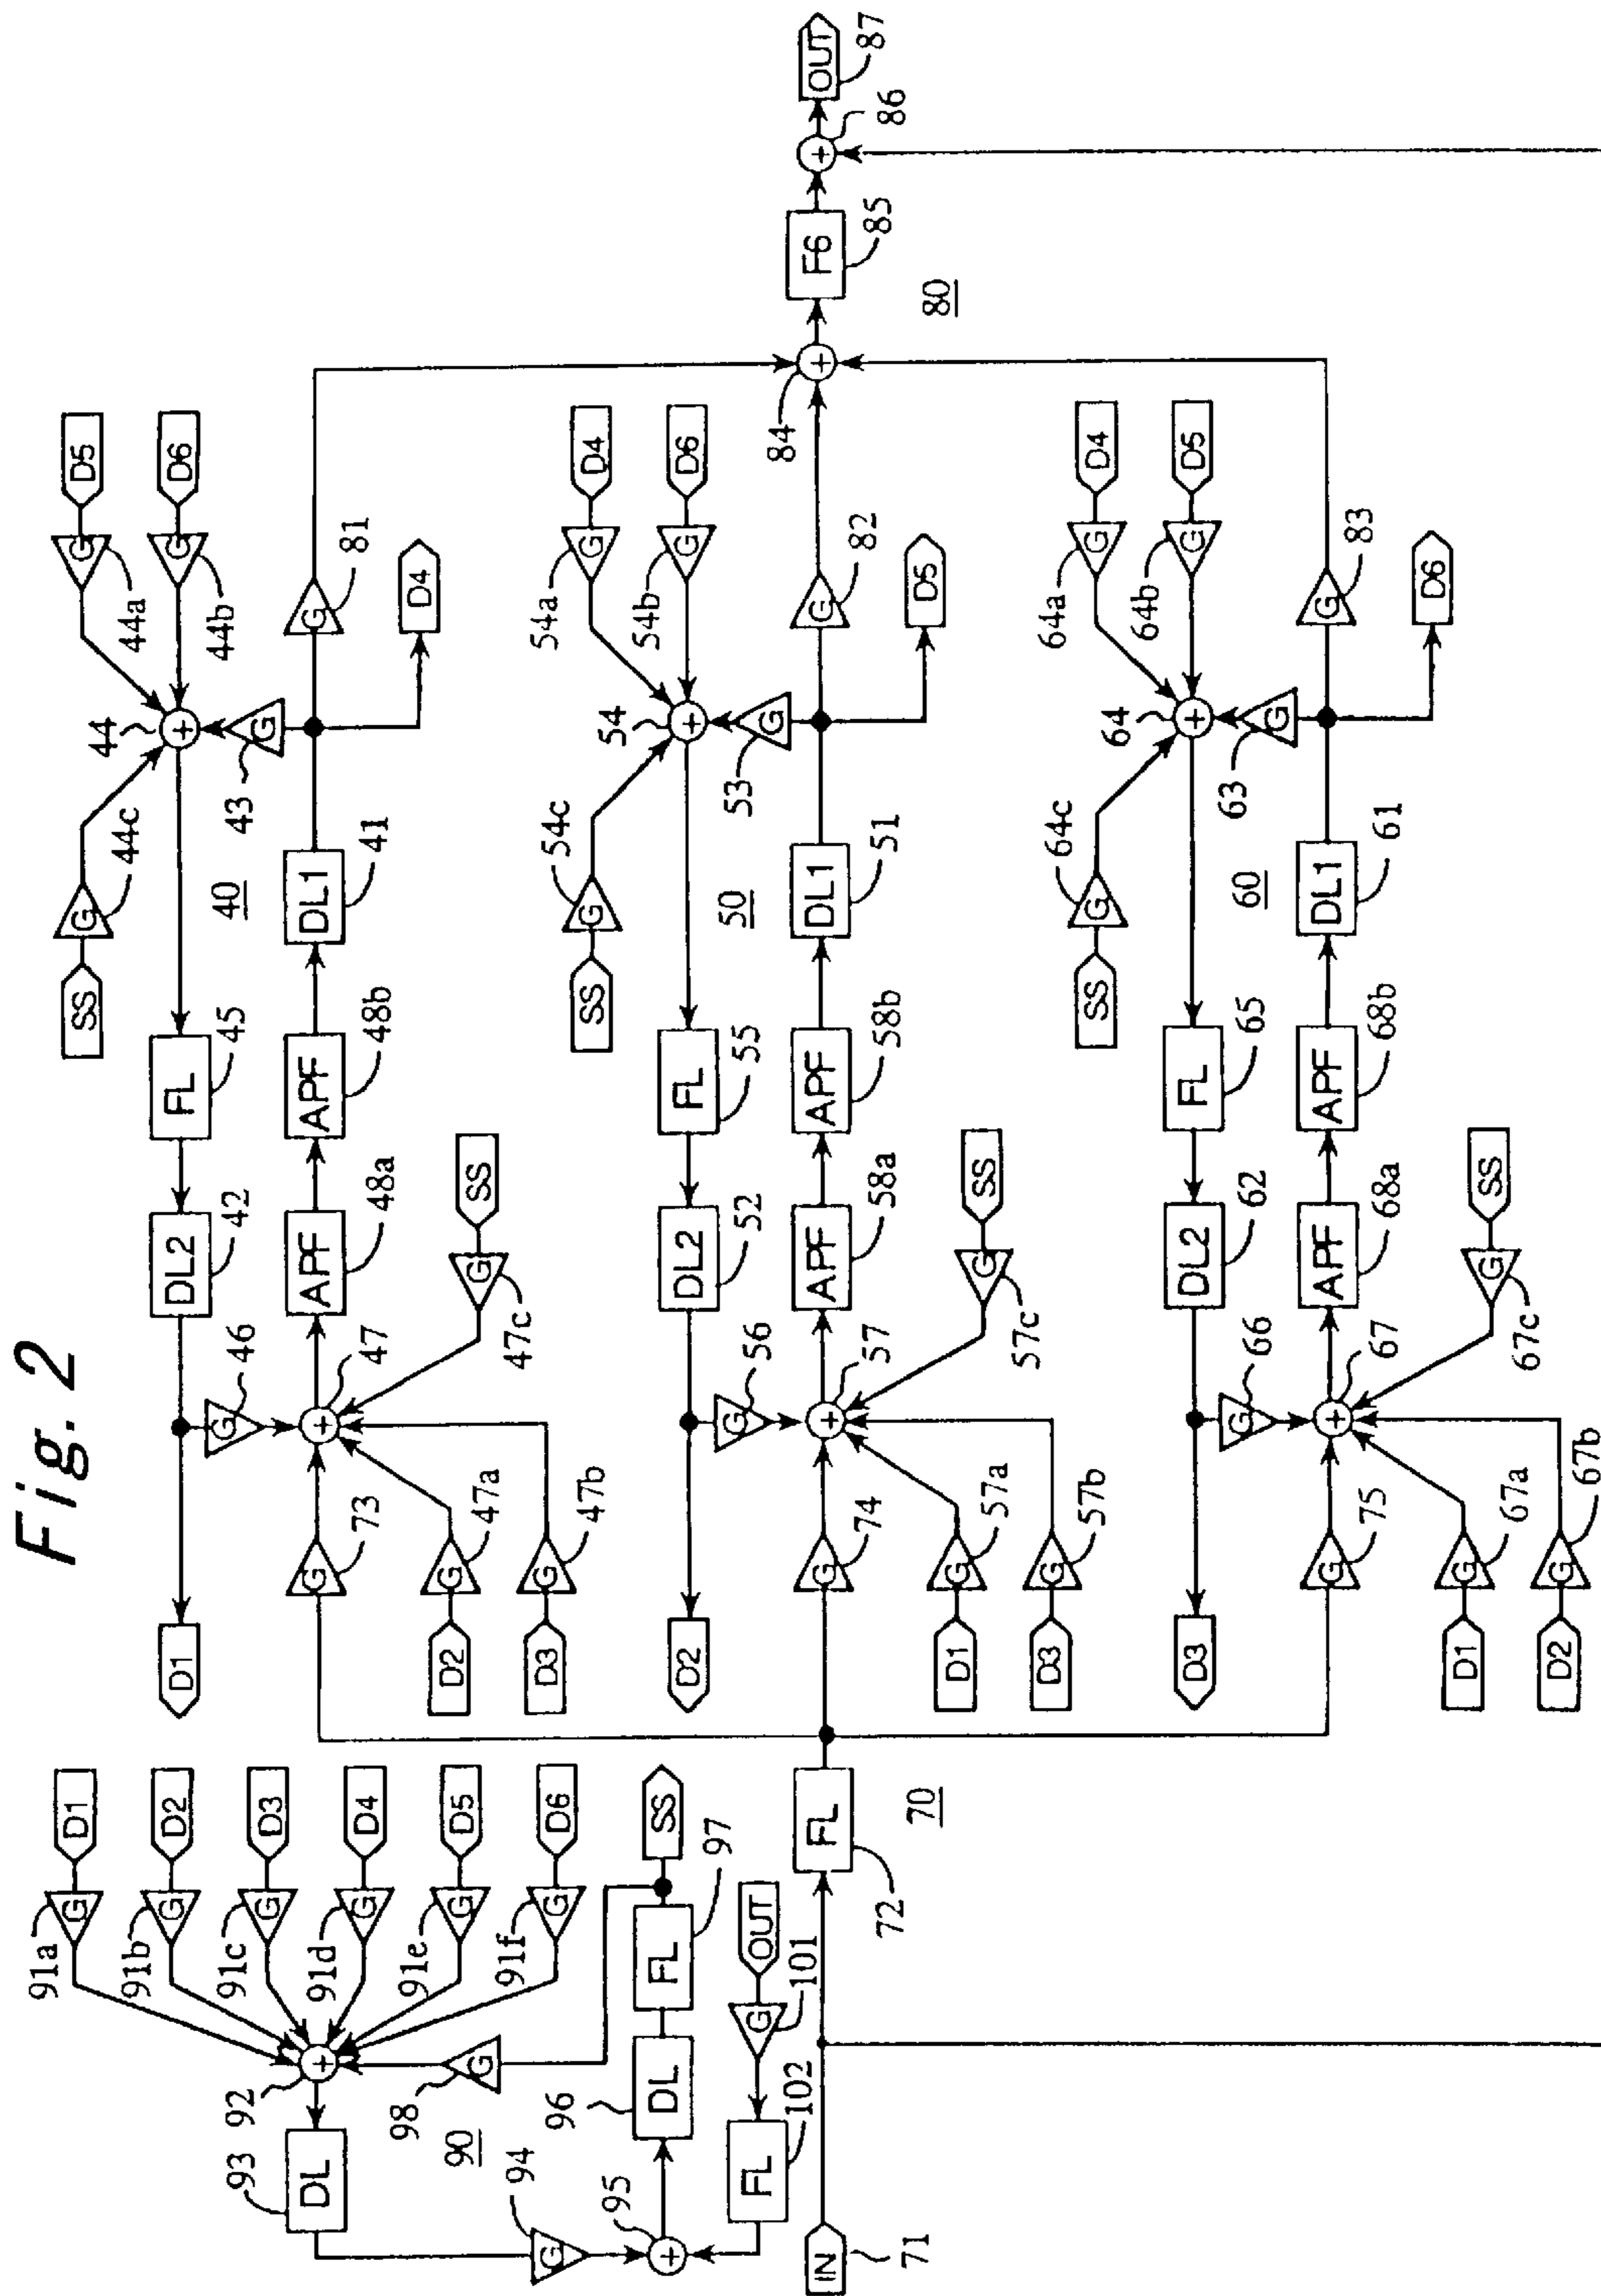 Fig. 2
D1
G
91a
D2
G
91b
D3
G
91c
D4
G
91d
D5
G
91e
D6
G
91f
+
92
DL
93
G
94
+
95
DL
96
FL
97
SS
G
98
90
OUT
G
101
FL
102
IN
71
FL
72
70
G
73
G
74
G
75
D1
DL2
42
FL
45
+
44
D5
G
44a
D6
G
44b
SS
G
44c
G
43
40
G
46
+
47
D2
G
47a
D3
G
47b
SS
G
47c
APF
48a
APF
48b
DL1
41
D4
G
81
D2
DL2
52
FL
55
+
54
D4
G
54a
D6
G
54b
SS
G
54c
G
53
50
G
56
+
57
D1
G
57a
D3
G
57b
SS
G
57c
APF
58a
APF
58b
DL1
51
D5
G
82
D3
DL2
62
FL
65
+
64
D4
G
64a
D5
G
64b
SS
G
64c
G
63
60
G
66
+
67
D1
G
67a
D2
G
67b
SS
G
67c
APF
68a
APF
68b
DL1
61
D6
G
83
+
84
F6
85
80
+
86
OUT
87